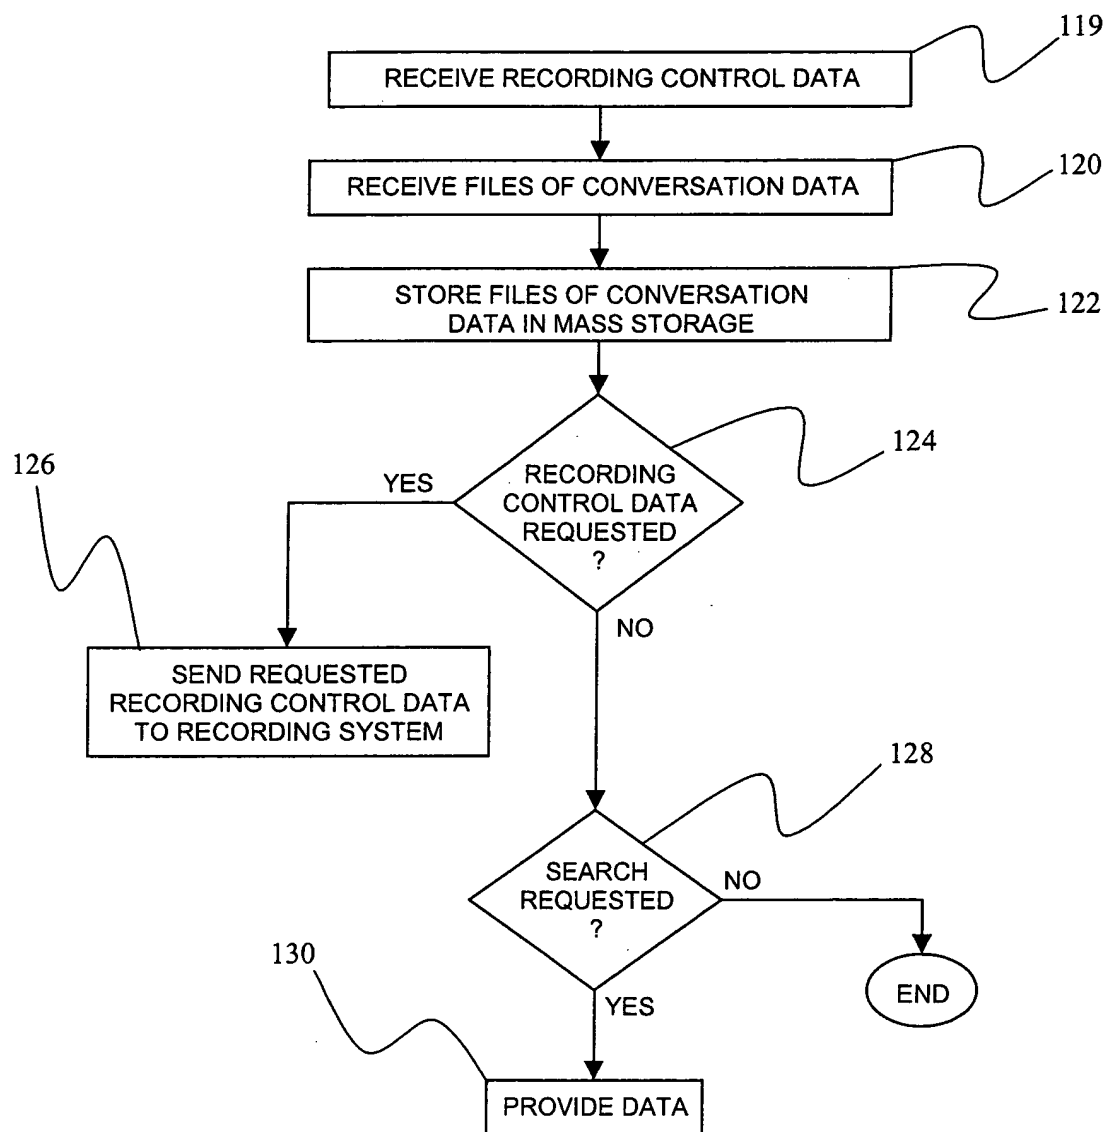 119
RECEIVE RECORDING CONTROL DATA
120
RECEIVE FILES OF CONVERSATION DATA
122
STORE FILES OF CONVERSATION
DATA IN MASS STORAGE
124
RECORDING
CONTROL DATA
REQUESTED
?
YES
126
NO
SEND REQUESTED
RECORDING CONTROL DATA
TO RECORDING SYSTEM
128
SEARCH
REQUESTED
?
NO
END
130
YES
PROVIDE DATA